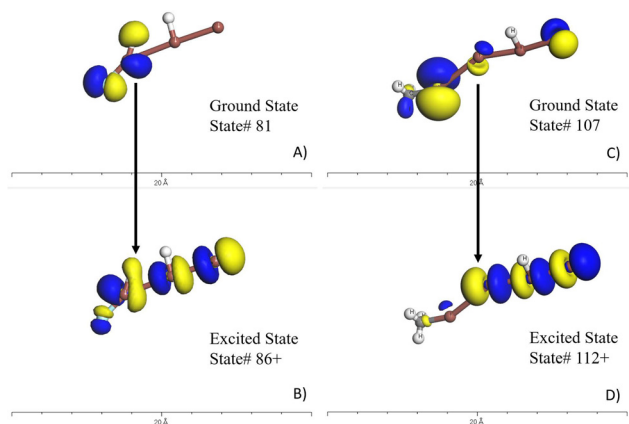 H
Ground State
State# 81
A)
20 Å
H
H
Ground State
State# 107
C)
20 Å
Excited State
State# 86+
B)
20 Å
H
H
H
H
Excited State
State# 112+
D)
20 Å